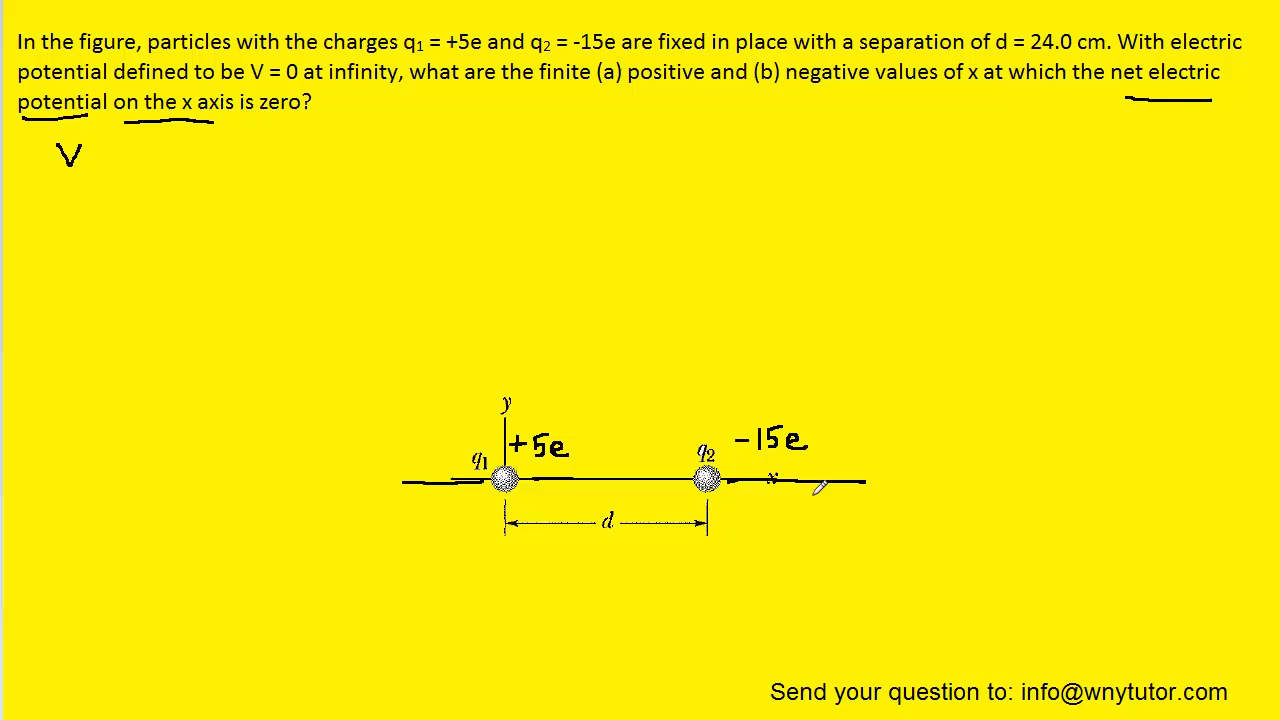 In the figure, particles with the charges q₁ = +5e and q₂ = -15e are fixed in place with a separation of d = 24.0 cm. With electric
potential defined to be V = 0 at infinity, what are the finite (a) positive and (b) negative values of x at which the net electric
potential on the x axis is zero?
V
y
q1 +5e q2 -15e
x
d
Send your question to: info@wnytutor.com